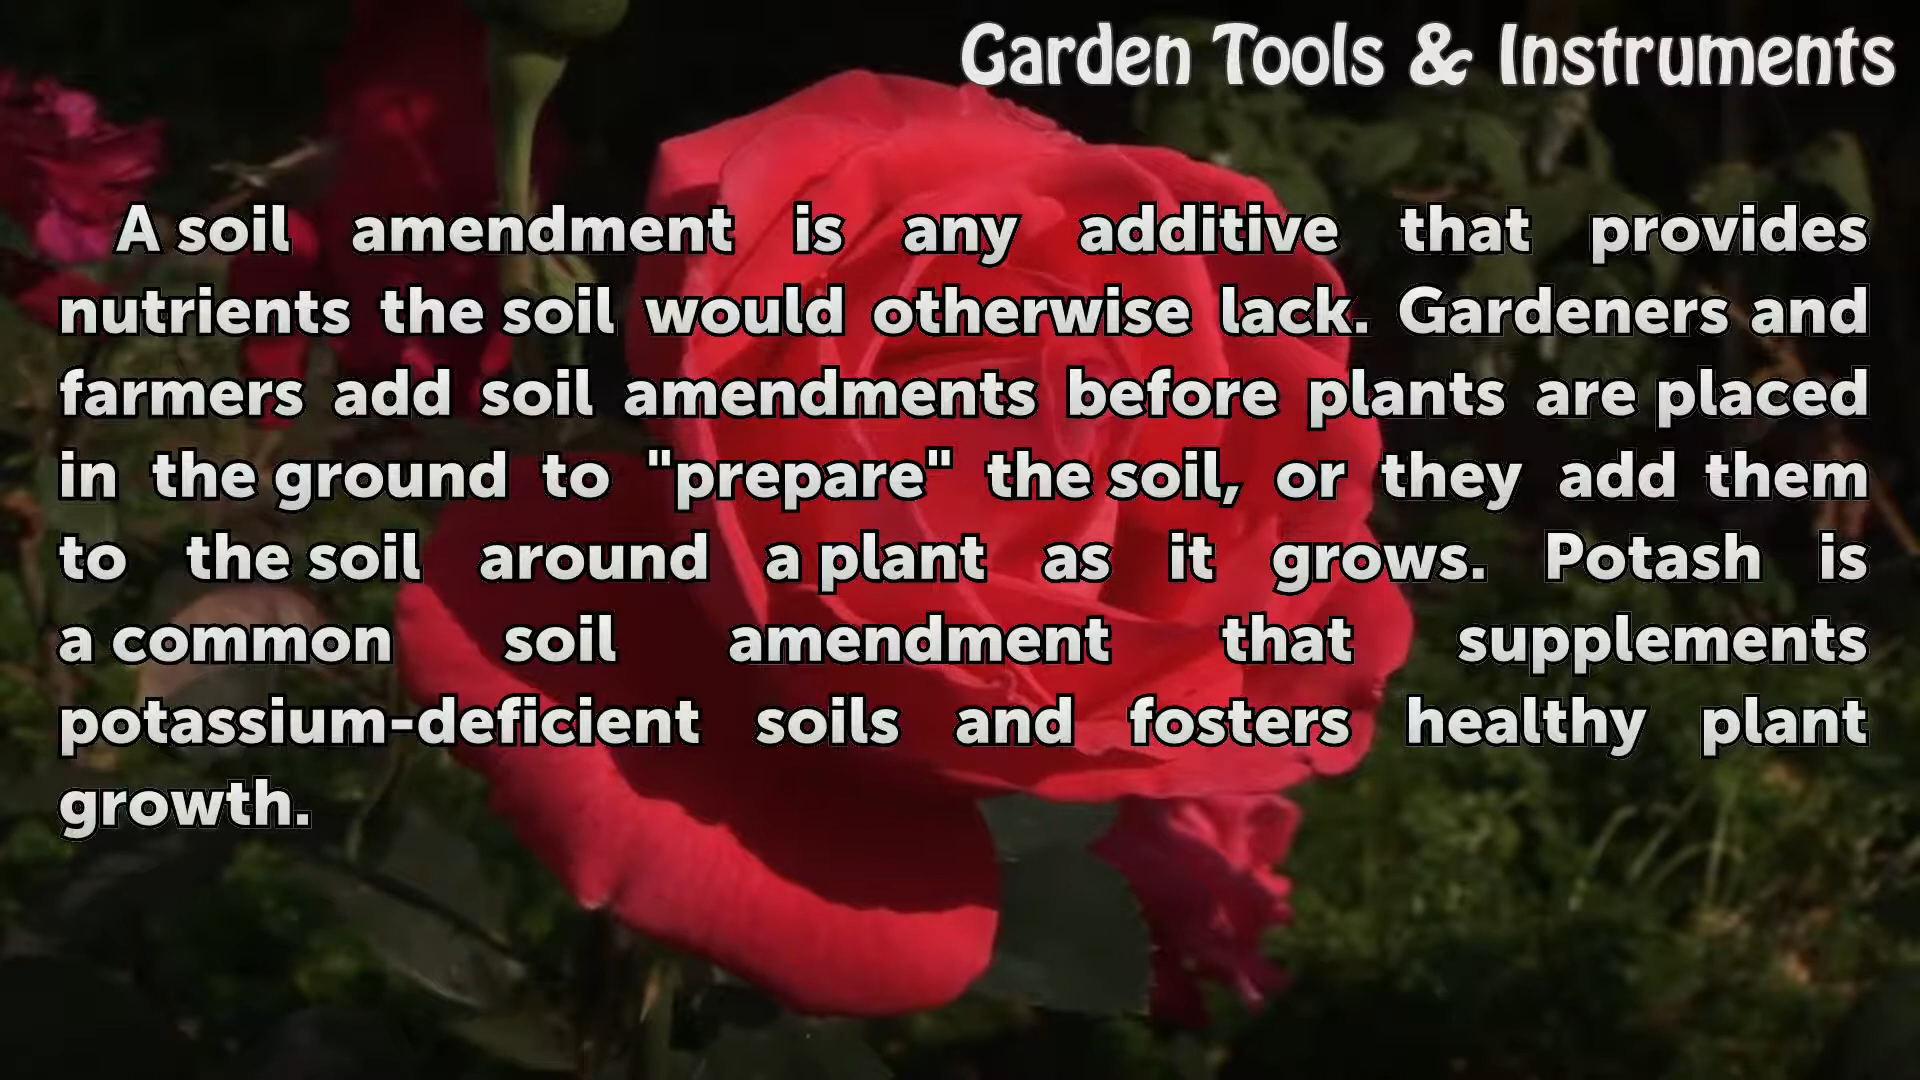 Garden Tools & Instruments
A soil amendment is any additive that provides
nutrients the soil would otherwise lack. Gardeners and
farmers add soil amendments before plants are placed
in the ground to "prepare" the soil, or they add them
to the soil around a plant as it grows. Potash is
a common soil amendment that supplements
potassium-deficient soils and fosters healthy plant
growth.